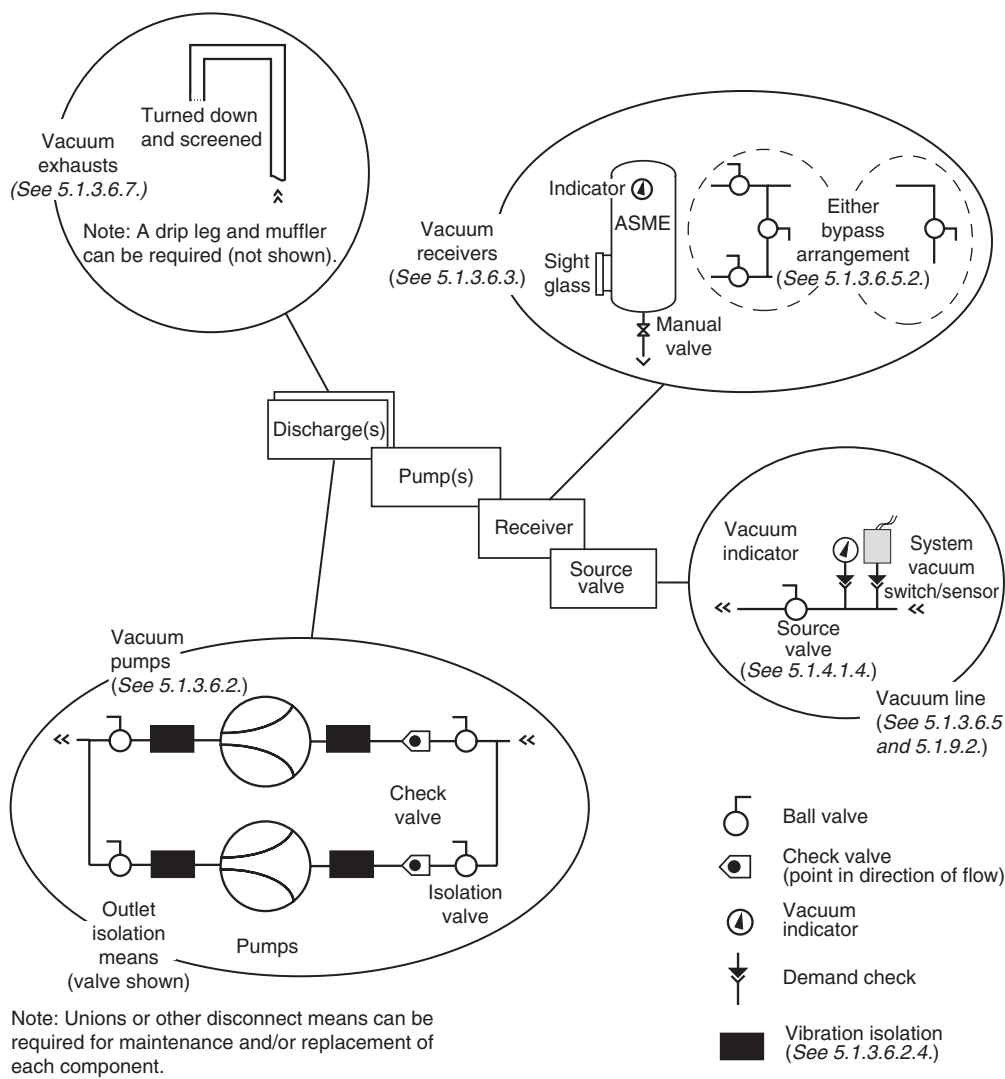 Turned down
and screened
Vacuum
exhausts
(See 5.1.3.6.7.)
Note: A drip leg and muffler
can be required (not shown).
Vacuum
receivers
(See 5.1.3.6.3.)
Indicator
ASME
Sight
glass
Manual
valve
Either
bypass
arrangement
(See 5.1.3.6.5.2.)
Discharge(s)
Pump(s)
Receiver
Source
valve
Vacuum
indicator
System
vacuum
switch/sensor
Source
valve
(See 5.1.4.1.4.)
Vacuum line
(See 5.1.3.6.5
and 5.1.9.2.)
Vacuum
pumps
(See 5.1.3.6.2.)
Check
valve
Isolation
valve
Outlet
isolation
means
(valve shown)
Pumps
Note: Unions or other disconnect means can be
required for maintenance and/or replacement of
each component.
Ball valve
Check valve
(point in direction of flow)
Vacuum
indicator
Demand check
Vibration isolation
(See 5.1.3.6.2.4.)